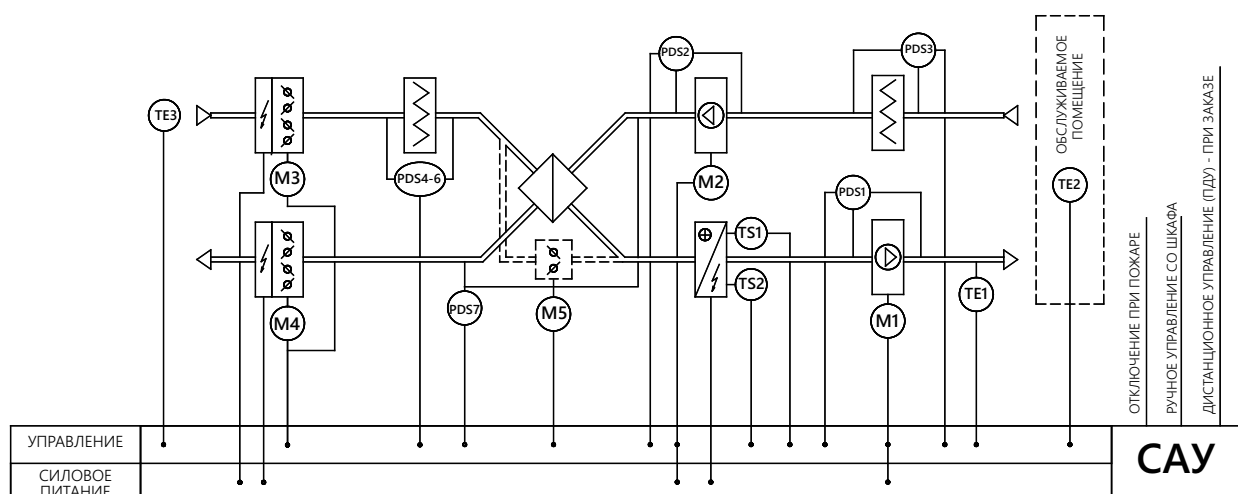 PDS2
PDS3
ОБСЛУЖИВАЕМОЕ
ПОМЕЩЕНИЕ
TE3
M3
PDS4-6
M2
PDS1
TE2
TS1
TS2
M4
PDS7
M5
M1
TE1
ОТКЛЮЧЕНИЕ ПРИ ПОЖАРЕ
РУЧНОЕ УПРАВЛЕНИЕ СО ШКАФА
ДИСТАНЦИОННОЕ УПРАВЛЕНИЕ (ПДУ) - ПРИ ЗАКАЗЕ
УПРАВЛЕНИЕ
САУ
СИЛОВОЕ
ПИТАНИЕ